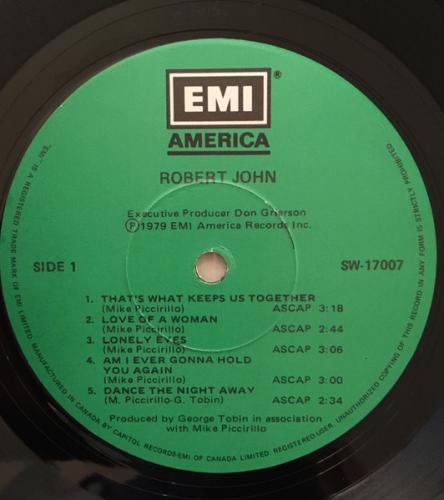 EMI®
AMERICA
ROBERT JOHN
Executive Producer Don Grierson
Ⓟ1979 EMI America Records Inc.
SIDE 1 SW-17007
1. THAT'S WHAT KEEPS US TOGETHER
(Mike Piccirillo) ASCAP 3:18
2. LOVE OF A WOMAN
(Mike Piccirillo) ASCAP 2:44
3. LONELY EYES
(Mike Piccirillo) ASCAP 3:06
4. AM I EVER GONNA HOLD
YOU AGAIN
(Mike Piccirillo) ASCAP 3:00
5. DANCE THE NIGHT AWAY
(M. Piccirillo-G. Tobin) ASCAP 2:34
Produced by George Tobin in association
with Mike Piccirillo
"EMI" IS A REGISTERED TRADE MARK OF EMI LIMITED. MANUFACTURED IN CANADA BY CAPITOL RECORDS-EMI OF CANADA LIMITED. REGISTERED USER. UNAUTHORIZED COPYING OF THIS RECORD IN ANY FORM IS STRICTLY PROHIBITED